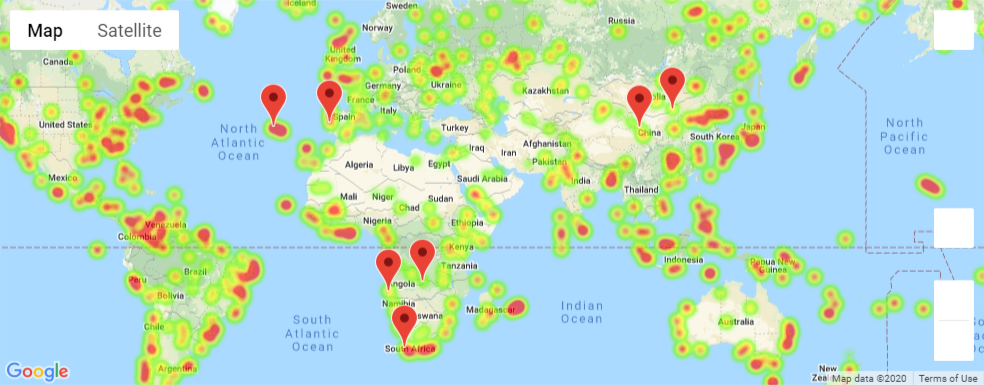 Map
Satellite
Iceland
Sweden
Norway
Russia
Canada
United
Kingdom
Poland
Germany
Ukraine
Kazakhstan
France
Spain
Italy
United States
North
Atlantic
Ocean
Turkey
China
South Korea
Japan
North
Pacific
Ocean
Afghanistan
Iraq
Iran
Pakistan
Algeria
Libya
Egypt
Saudi Arabia
India
Thailand
Mexico
Mali
Niger
Chad
Sudan
Nigeria
Ethiopia
Venezuela
Colombia
Kenya
Indonesia
Papua New
Guinea
Tanzania
Brazil
Peru
Bolivia
Namibia
Madagascar
Indian
Ocean
South
Atlantic
Ocean
Australia
Chile
South Africa
Argentina
New
Google
Map data ©2020
Terms of Use